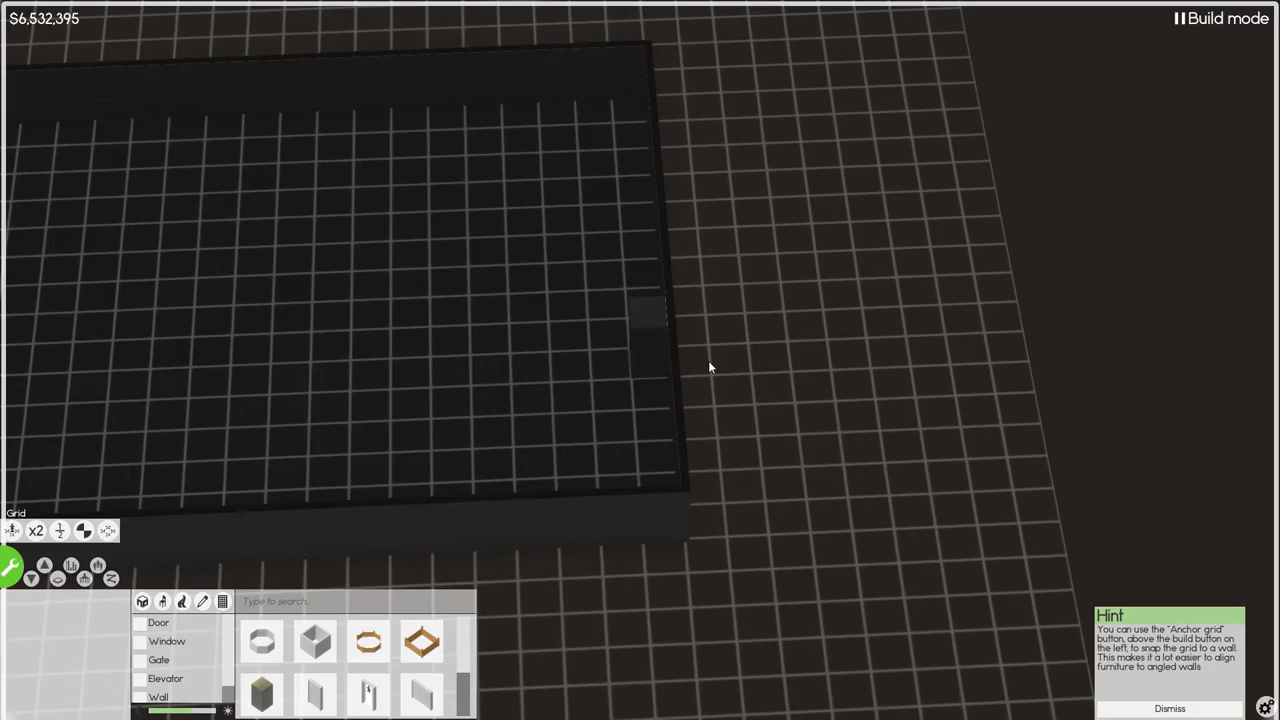 $6,532,395
Build mode
Grid
x2
1/2
Type to search..
Door
Window
Gate
Elevator
Wall
Hint
You can use the "Anchor grid"
button, above the build button on
the left, to snap the grid to a wall.
This makes it a lot easier to align
furniture to angled walls
Dismiss